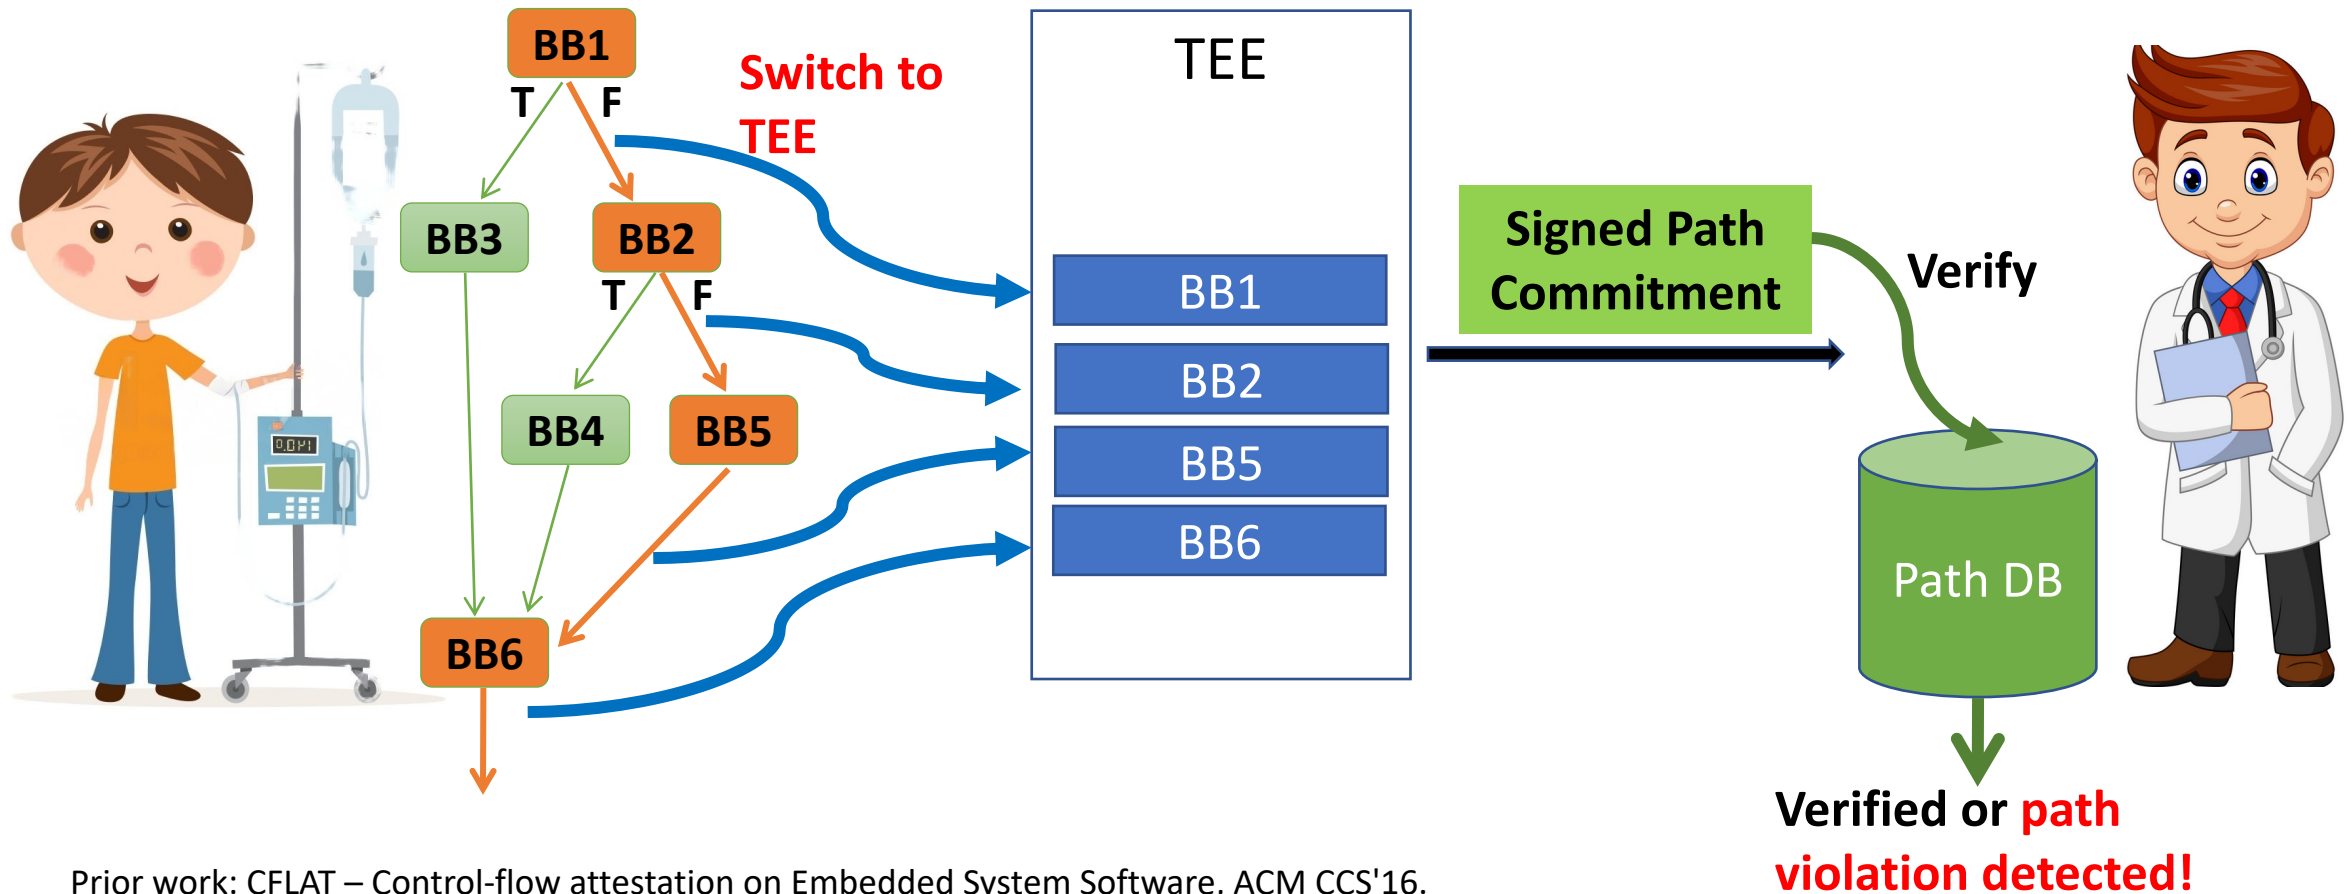 BB1
T F
Switch to
TEE
BB3
BB2
T F
BB4
BB5
BB6
TEE
BB1
BB2
BB5
BB6
Signed Path
Commitment
Verify
Path DB
Verified or path
violation detected!
Prior work: CFLAT – Control-flow attestation on Embedded System Software. ACM CCS'16.